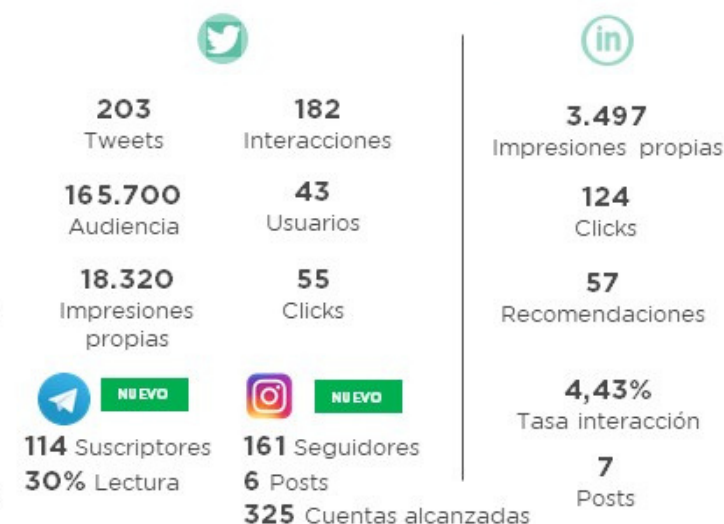 203
Tweets
182
Interacciones
165.700
Audiencia
43
Usuarios
18.320
Impresiones
propias
55
Clicks
NUEVO
114 Suscriptores
30% Lectura
NUEVO
161 Seguidores
6 Posts
325 Cuentas alcanzadas
in
3.497
Impresiones propias
124
Clicks
57
Recomendaciones
4,43%
Tasa interacción
7
Posts